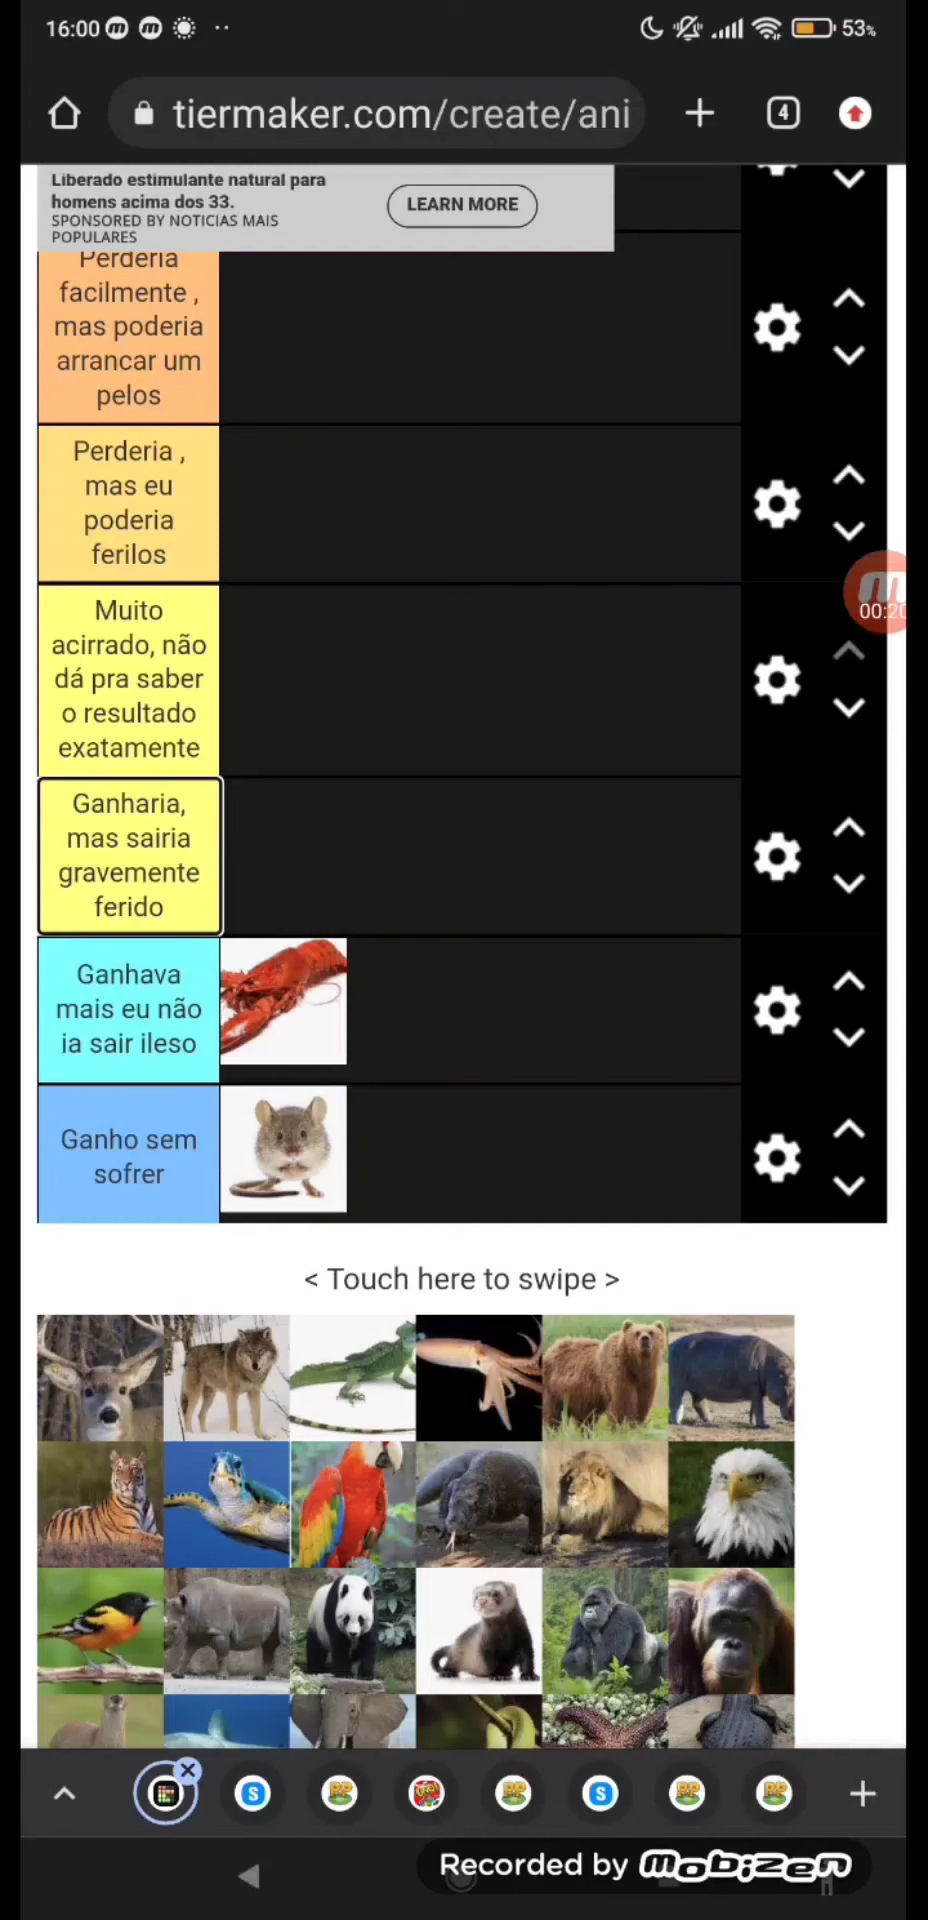 16:00
53%
tiermaker.com/create/ani
4
Liberado estimulante natural para
homens acima dos 33.
SPONSORED BY NOTICIAS MAIS
POPULARES
LEARN MORE
Perderia
facilmente ,
mas poderia
arrancar um
pelos
Perderia ,
mas eu
poderia
ferilos
00:20
Muito
acirrado, não
dá pra saber
o resultado
exatamente
Ganharia,
mas sairia
gravemente
ferido
Ganhava
mais eu não
ia sair ileso
Ganho sem
sofrer
< Touch here to swipe >
Recorded by mobizen